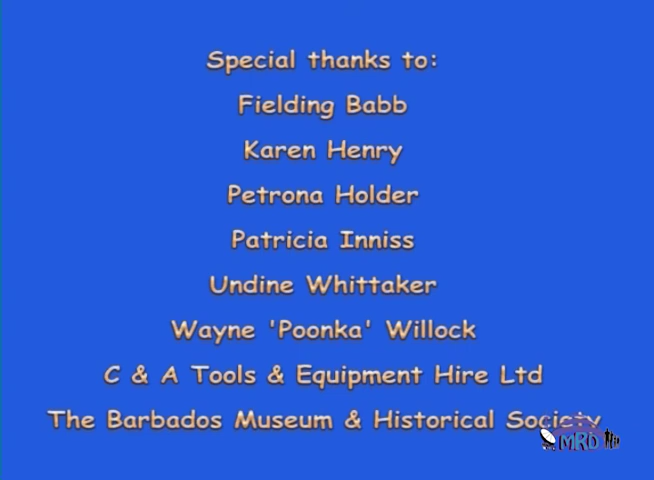 Special thanks to:
Fielding Babb
Karen Henry
Petrona Holder
Patricia Inniss
Undine Whittaker
Wayne 'Poonka' Willock
C & A Tools & Equipment Hire Ltd
The Barbados Museum & Historical Society
MRD